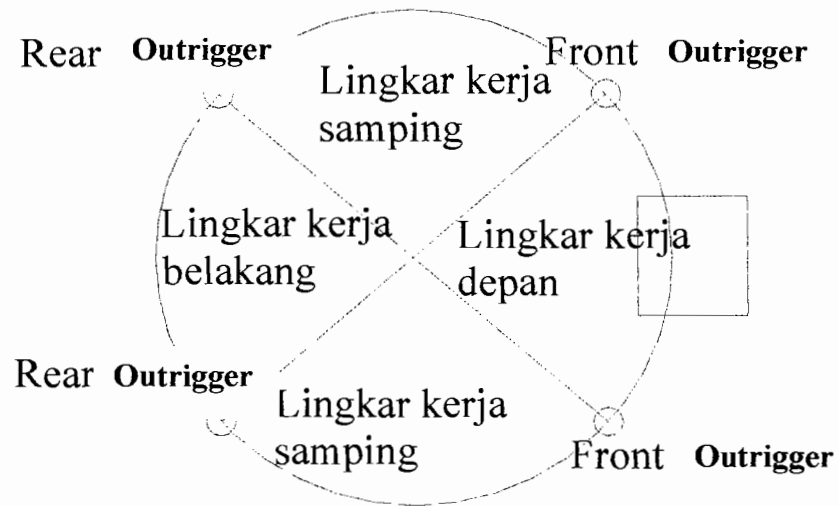 Rear Outrigger
Front Outrigger
Lingkar kerja
samping
Lingkar kerja
belakang
Lingkar kerja
depan
Rear Outrigger
Lingkar kerja
samping
Front Outrigger